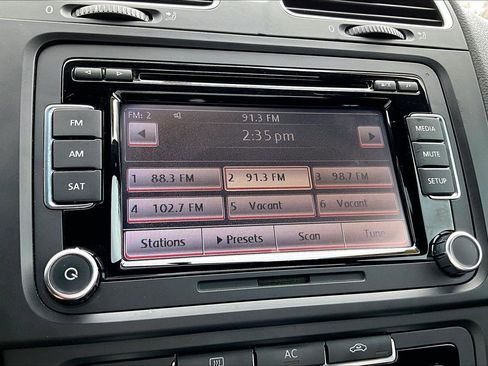 0
0
FM: 2
91.3 FM
2:35 pm
FM
AM
SAT
MEDIA
MUTE
SETUP
1 88.3 FM 2 91.3 FM 3 98.7 FM
4 102.7 FM 5 Vacant 6 Vacant
Stations Presets Scan Tune
AC